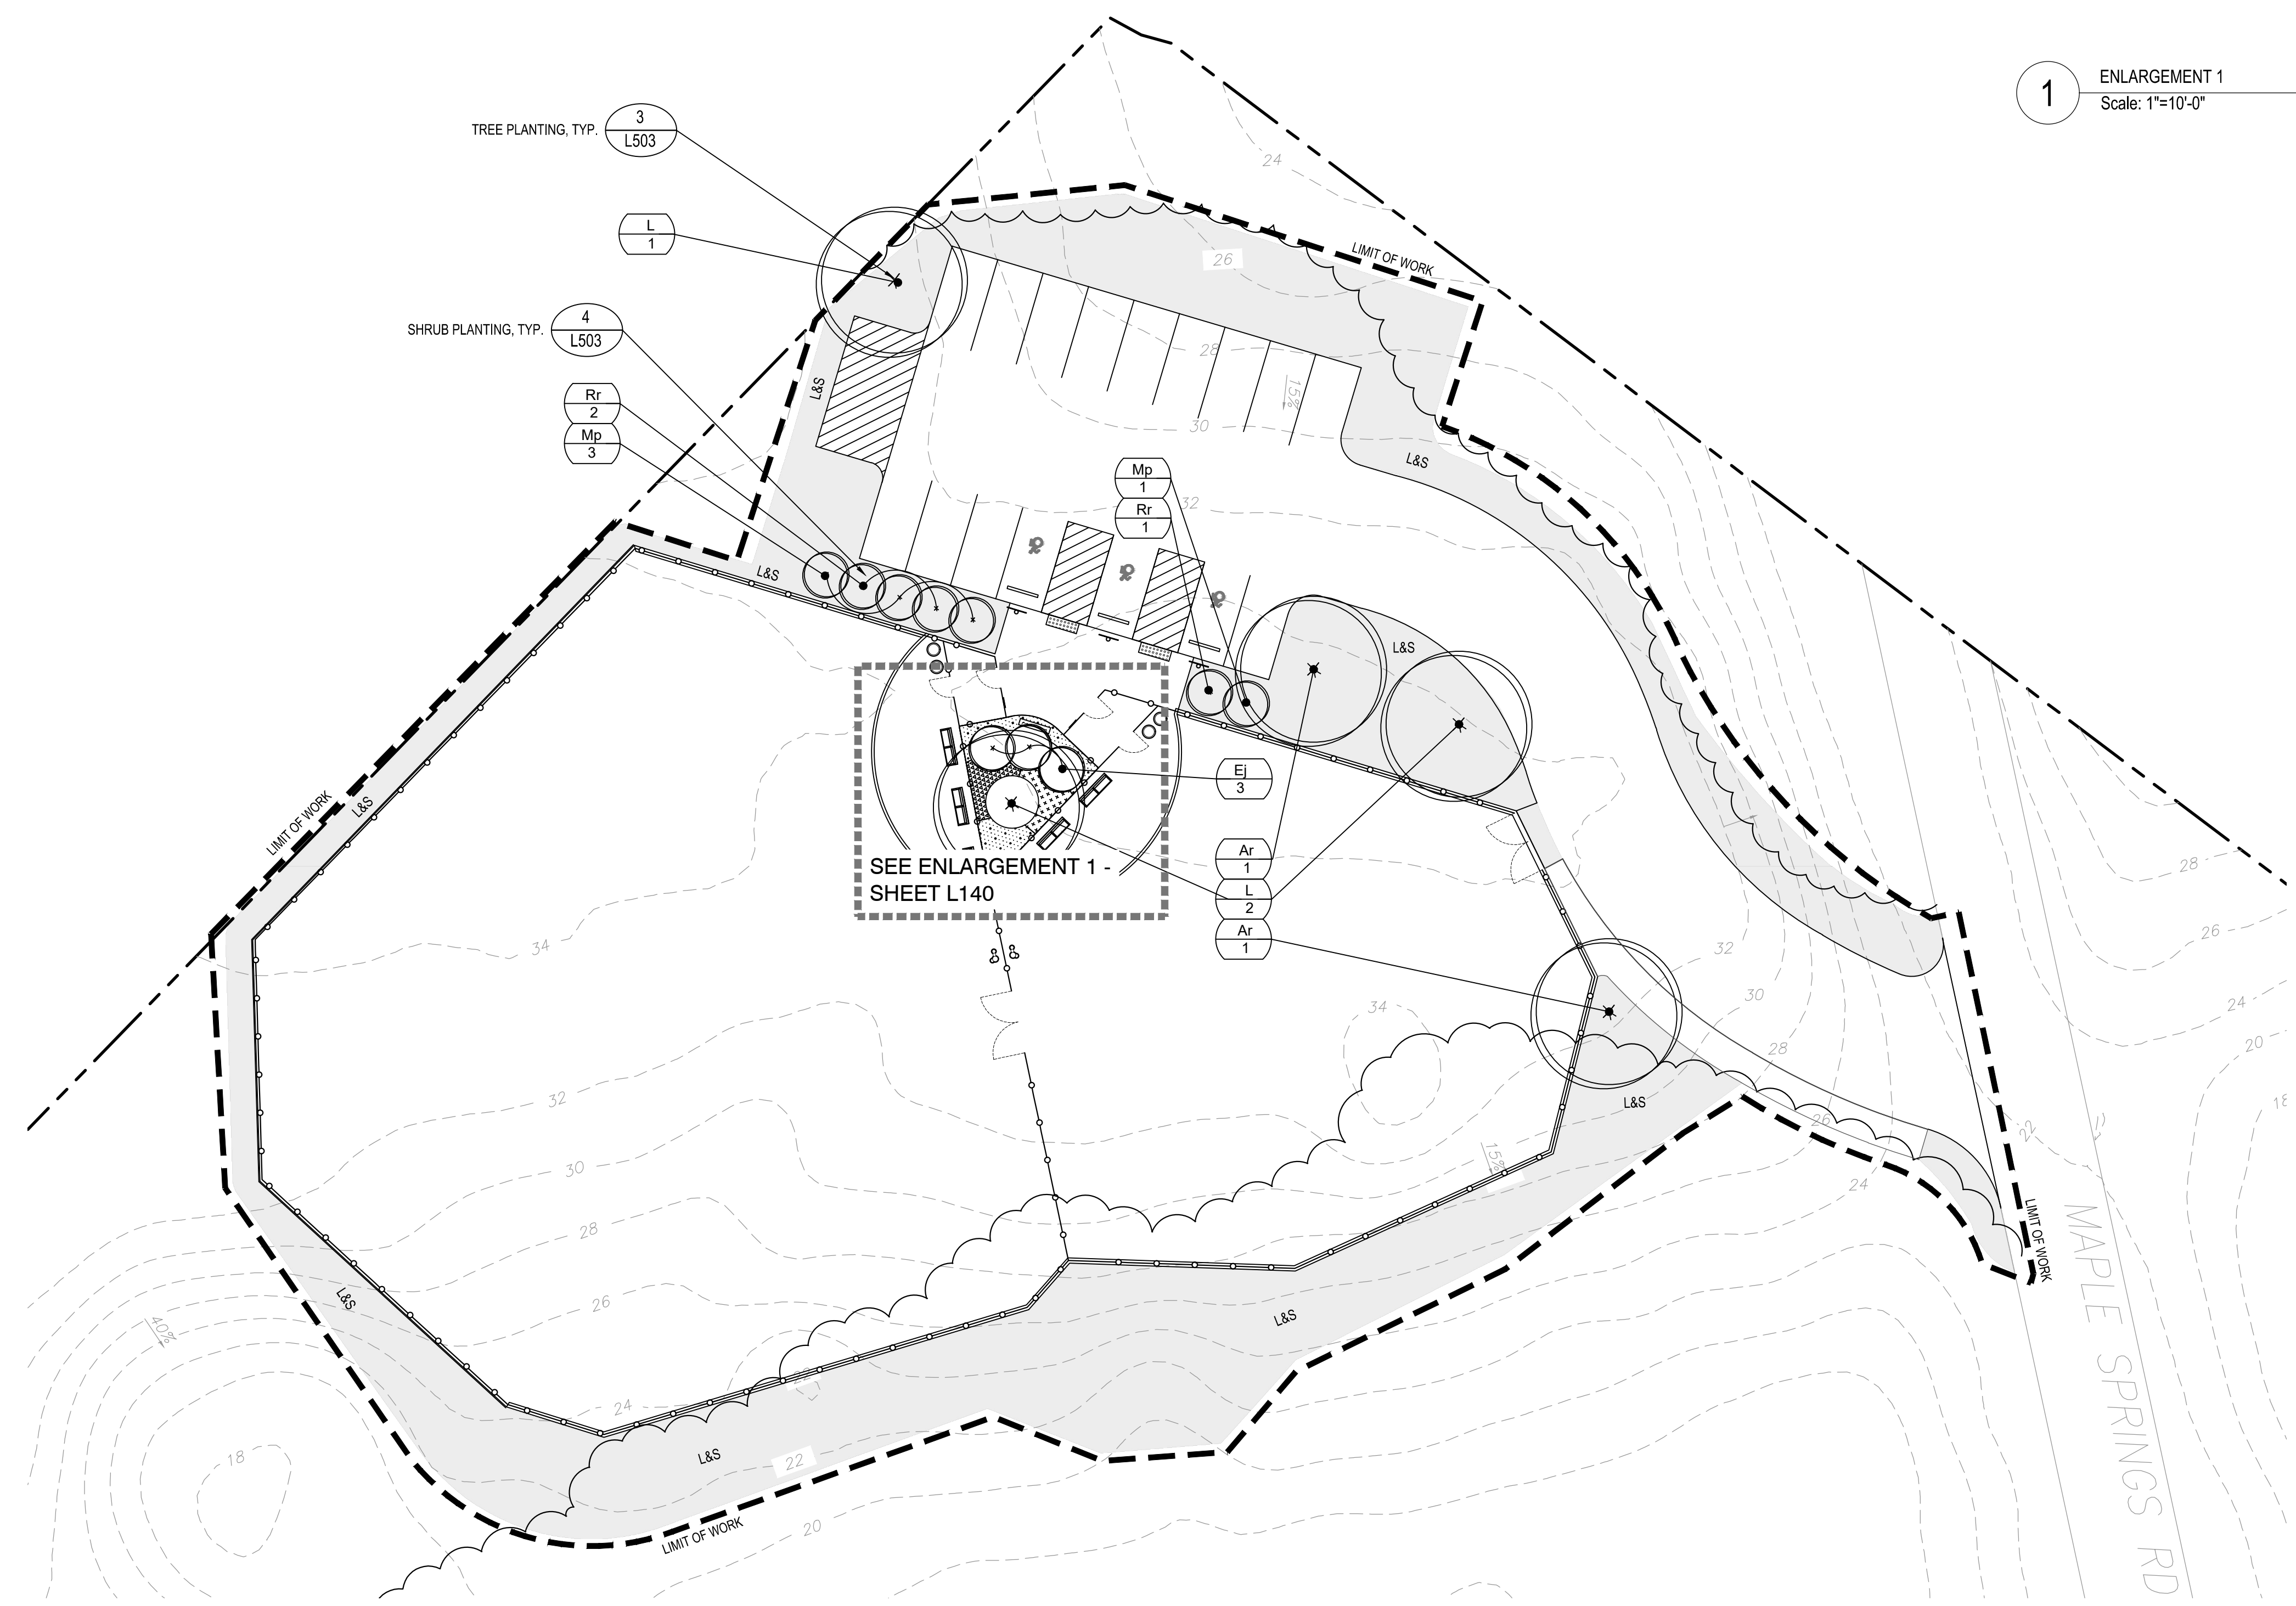 1
ENLARGEMENT 1
Scale: 1"=10'-0"
TREE PLANTING, TYP.
3
L503
24
L
1
26
LIMIT OF WORK
SHRUB PLANTING, TYP.
4
L503
28
L&S
15%
Rr
2
Mp
3
30
L&S
Mp
1
Rr
1
32
L&S
L&S
Ej
3
LIMIT OF WORK
L&S
SEE ENLARGEMENT 1 -
SHEET L140
Ar
1
L
2
Ar
1
28
26
34
32
34
30
24
28
20
32
L&S
18
26
22
30
15%
24
28
LIMIT OF WORK
L&S
26
40%
L&S
24
L&S
22
18
20
LIMIT OF WORK
MAPLE SPRINGS RD